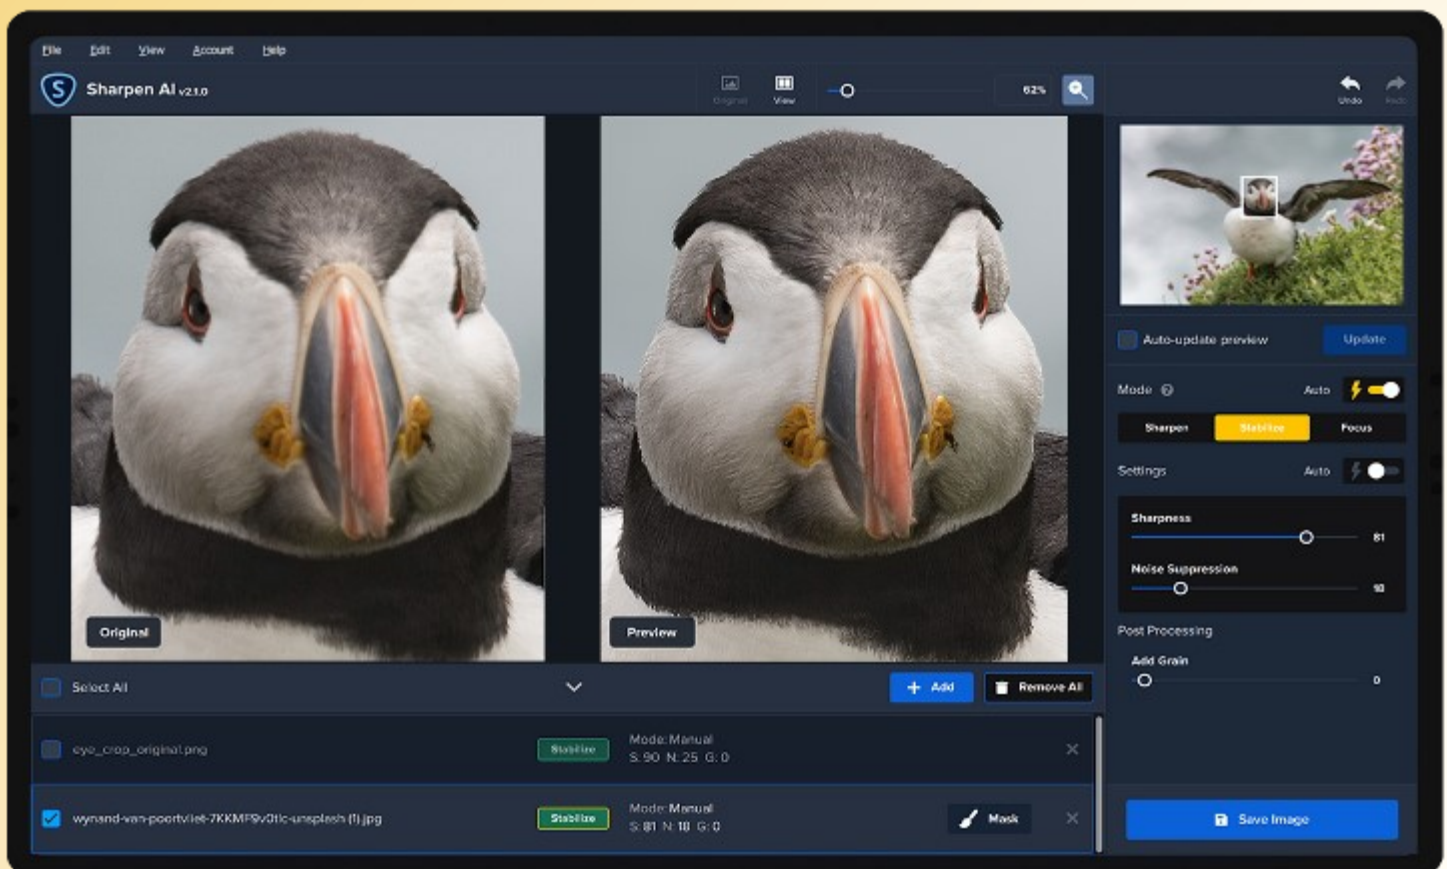 File Edit View Account Help
Sharpen AI v2.1.0
Original View 62% Undo Redo
Auto-update preview Update
Mode Auto
Sharpen Stabilize Focus
Settings Auto
Sharpness
81
Noise Suppression
18
Post Processing
Add Grain
0
Original Preview
Select All + Add Remove All
eye_crop_original.png Stabilize Mode: Manual
S: 90 N: 25 G: 0
wynand-van-poortvliet-7KKMF9v0tlc-unsplash (1).jpg Stabilize Mode: Manual
S: 81 N: 18 G: 0 Mask
Save Image